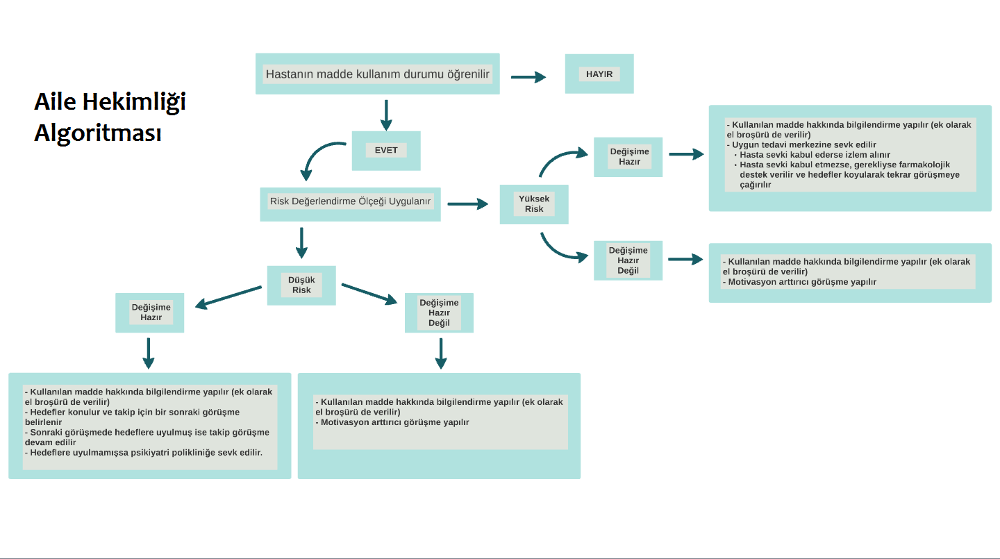 Aile Hekimliği
Algoritması
Hastanın madde kullanım durumu öğrenilir
HAYIR
EVET
Risk Değerlendirme Ölçeği Uygulanır
Yüksek
Risk
Değişime
Hazır
- Kullanılan madde hakkında bilgilendirme yapılır (ek olarak
el broşürü de verilir)
- Uygun tedavi merkezine sevk edilir
• Hasta sevki kabul ederse izlem alınır
• Hasta sevki kabul etmezse, gerekliyse farmakolojik
destek verilir ve hedefler koyularak tekrar görüşmeye
çağırılır
Değişime
Hazır
Değil
- Kullanılan madde hakkında bilgilendirme yapılır (ek olarak
el broşürü de verilir)
- Motivasyon arttırıcı görüşme yapılır
Düşük
Risk
Değişime
Hazır
- Kullanılan madde hakkında bilgilendirme yapılır (ek olarak
el broşürü de verilir)
- Hedefler konulur ve takip için bir sonraki görüşme
belirlenir
- Sonraki görüşmede hedeflere uyulmuş ise takip görüşme
devam edilir
- Hedeflere uyulmamışsa psikiyatri polikliniğe sevk edilir.
Değişime
Hazır
Değil
- Kullanılan madde hakkında bilgilendirme yapılır (ek olarak
el broşürü de verilir)
- Motivasyon arttırıcı görüşme yapılır